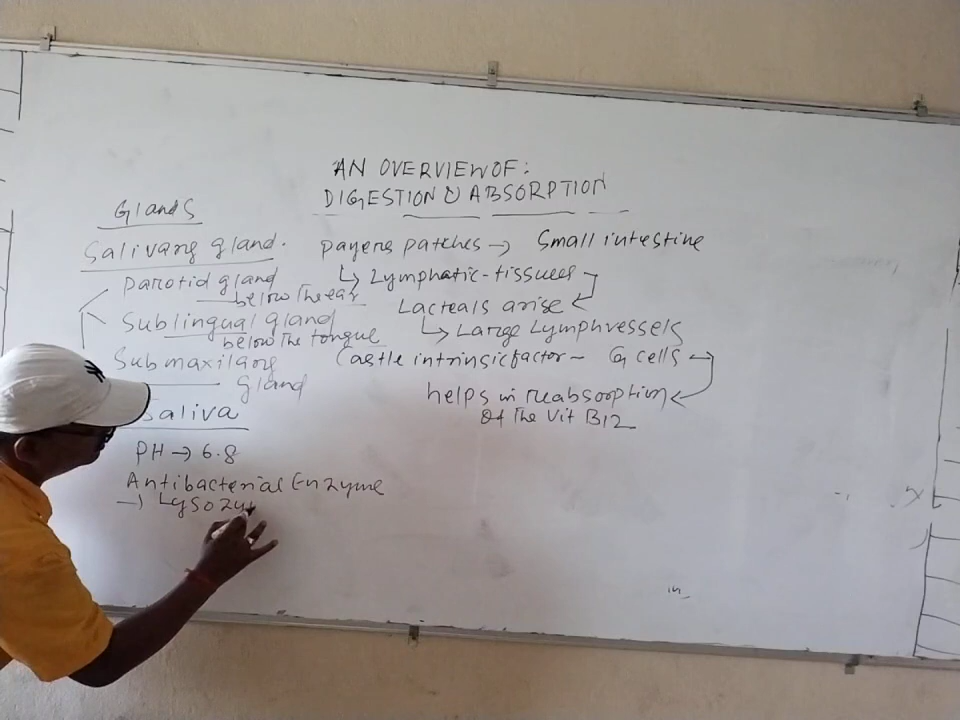 AN OVERVIEW OF:
DIGESTION & ABSORPTION
Glands
Salivary gland.
parotid gland
below The ear
Sublingual gland
below The tongue
Submaxilary
gland
Saliva
PH → 6.8
Antibacterial Enzyme
→ Lysozy
payers patches → Small intestine
↳ Lymphatic-tissues
Lacteals arise
↳ Large Lymphvessels
Castle intrinsic factor ~ G cells →
helps in reabsorption
Of The Vit B12